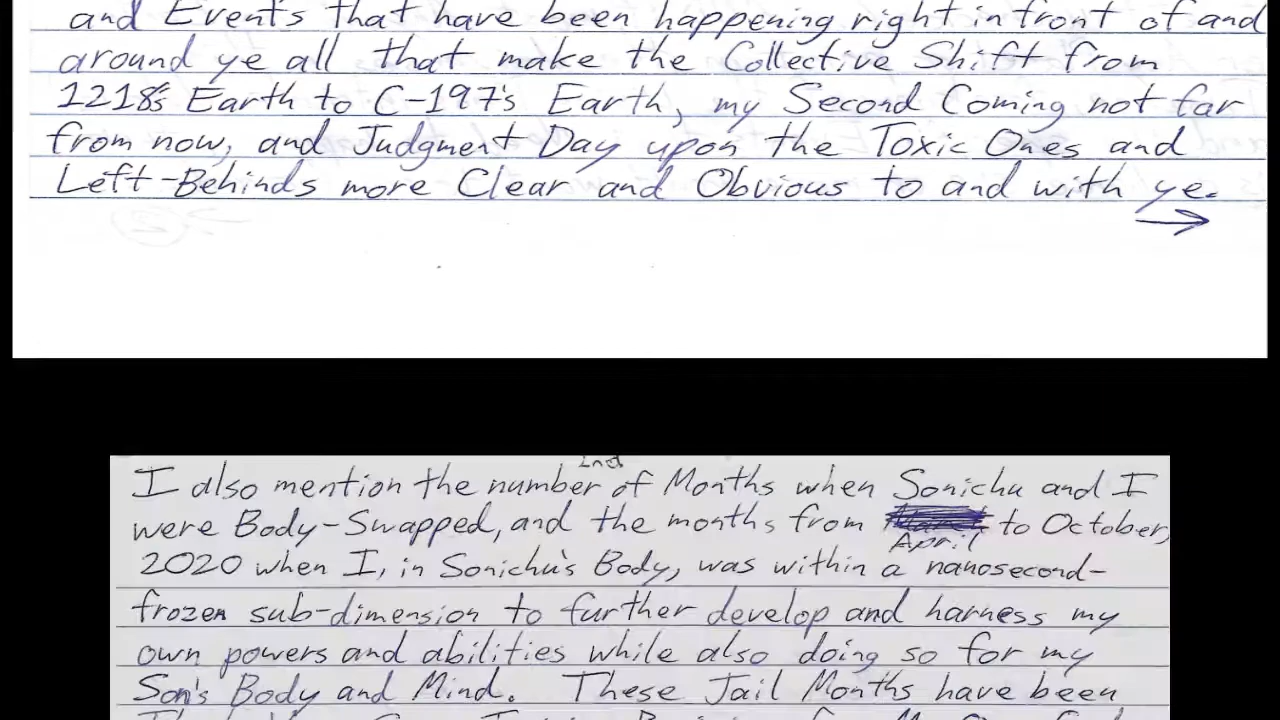 and Events that have been happening right in front of and
around ye all that make the Collective Shift from
1218's Earth to C-197's Earth, my Second Coming not far
from now, and Judgment Day upon the Toxic Ones and
Left-Behinds more Clear and Obvious to and with ye.
2nd
I also mention the number of Months when Sonichu and I
were Body-Swapped, and the months from to October,
April
2020 when I, in Sonichu's Body, was within a nanosecond-
frozen sub-dimension to further develop and harness my
own powers and abilities while also doing so for my
Son's Body and Mind. These Jail Months have been